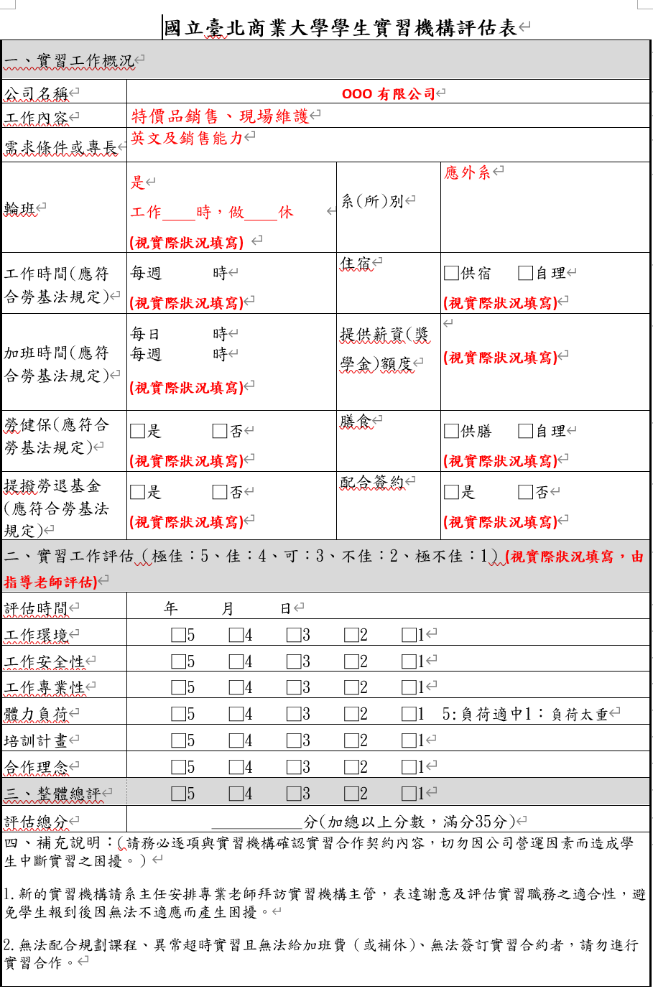 國立臺北商業大學學生實習機構評估表
一、實習工作概況
公司名稱 OOO 有限公司
工作內容 特價品銷售、現場維護
需求條件或專長 英文及銷售能力
輪班
是
工作____時，做____休
(視實際狀況填寫)
系(所)別
應外系
工作時間(應符
合勞基法規定)
每週 時
(視實際狀況填寫)
住宿
□供宿 □自理
(視實際狀況填寫)
加班時間(應符
合勞基法規定)
每日 時
每週 時
(視實際狀況填寫)
提供薪資(獎
學金)額度
(視實際狀況填寫)
勞健保(應符合
勞基法規定)
□是 □否
(視實際狀況填寫)
膳食
□供膳 □自理
(視實際狀況填寫)
提撥勞退基金
(應符合勞基法
規定)
□是 □否
(視實際狀況填寫)
配合簽約
□是 □否
(視實際狀況填寫)
二、實習工作評估（極佳：5、佳：4、可：3、不佳：2、極不佳：1）(視實際狀況填寫，由
指導老師評估)
評估時間 年 月 日
工作環境 □5 □4 □3 □2 □1
工作安全性 □5 □4 □3 □2 □1
工作專業性 □5 □4 □3 □2 □1
體力負荷 □5 □4 □3 □2 □1 5:負荷適中1：負荷太重
培訓計畫 □5 □4 □3 □2 □1
合作理念 □5 □4 □3 □2 □1
三、整體總評 □5 □4 □3 □2 □1
評估總分 ___________分(加總以上分數，滿分35分)
四、補充說明：(請務必逐項與實習機構確認實習合作契約內容，切勿因公司營運因素而造成學
生中斷實習之困擾。)
1.新的實習機構請系主任安排專業老師拜訪實習機構主管，表達謝意及評估實習職務之適合性，避
免學生報到後因無法不適應而產生困擾。
2.無法配合規劃課程、異常超時實習且無法給加班費（或補休）、無法簽訂實習合約者，請勿進行
實習合作。